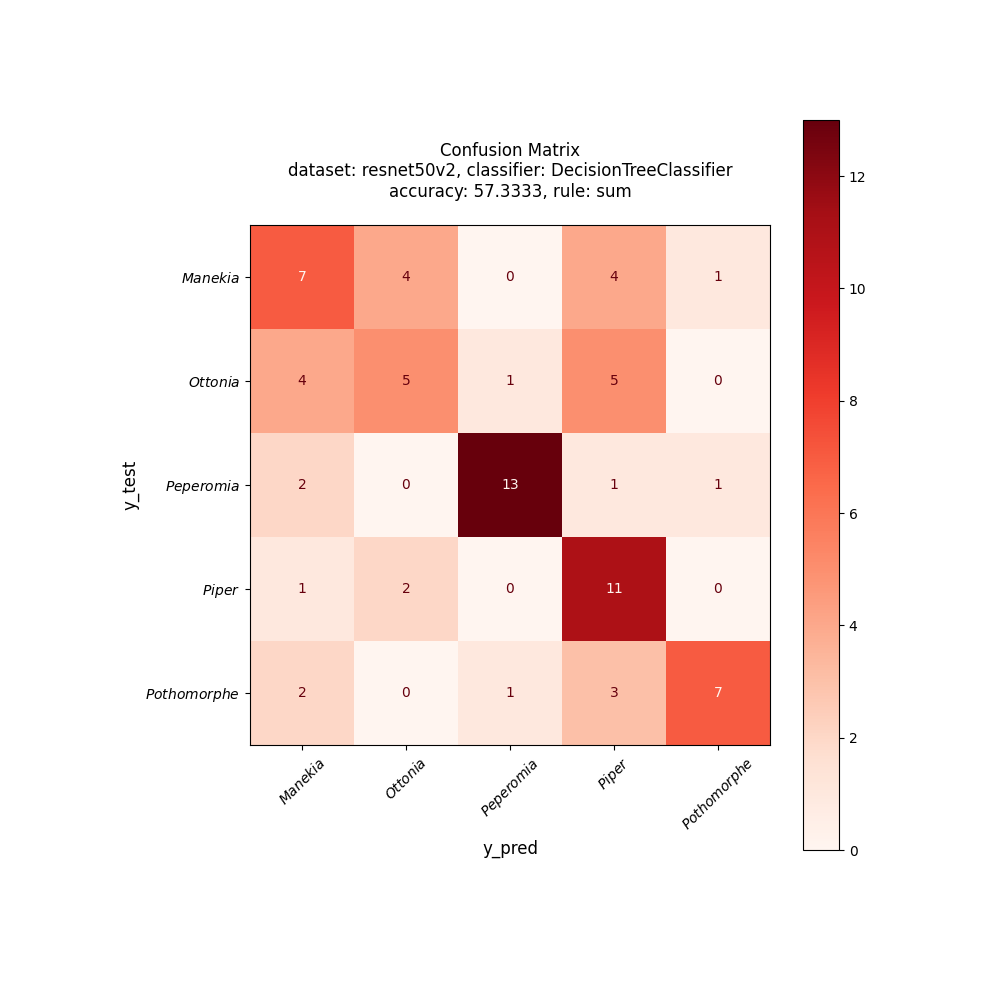 Confusion Matrix
dataset: resnet50v2, classifier: DecisionTreeClassifier
accuracy: 57.3333, rule: sum
Manekia 7 4 0 4 1
Ottonia 4 5 1 5 0
Peperomia 2 0 13 1 1
Piper 1 2 0 11 0
Pothomorphe 2 0 1 3 7
y_test
Manekia Ottonia Peperomia Piper Pothomorphe
y_pred
12
10
8
6
4
2
0